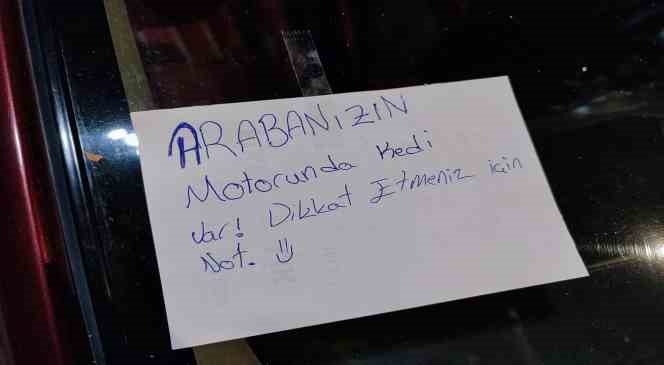 ARABANIZIN
Motorunda Kedi
Var! Dikkat Etmeniz için
Not. :)